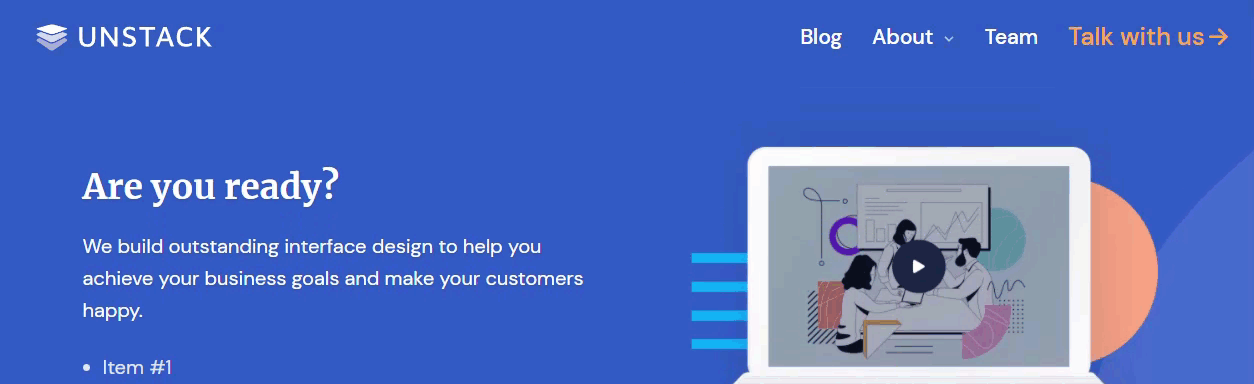 UNSTACK
Blog
About
Team
Talk with us→
Are you ready?
We build outstanding interface design to help you
achieve your business goals and make your customers
happy.
• Item #1